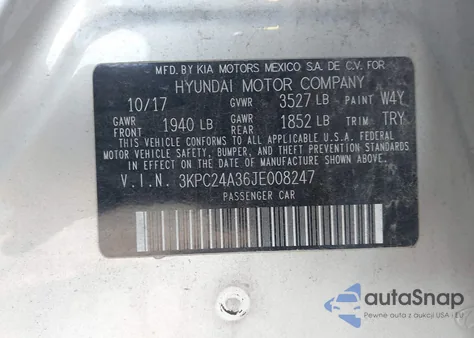 MFD BY KIA MOTORS MEXICO S.A. DE C.V. FOR
HYUNDAI MOTOR COMPANY
10/17 GVWR 3527 LB PAINT W4Y
GAWR FRONT 1940 LB GAWR REAR 1852 LB TRIM TRY
THIS VEHICLE CONFORMS TO ALL APPLICABLE U.S.A. FEDERAL
MOTOR VEHICLE SAFETY, BUMPER, AND THEFT PREVENTION STANDARDS
IN EFFECT ON THE DATE OF MANUFACTURE SHOWN ABOVE.
V.I.N. 3KPC24A36JE008247
PASSENGER CAR
autoSnap
Pewne auta z aukcji USA i EU